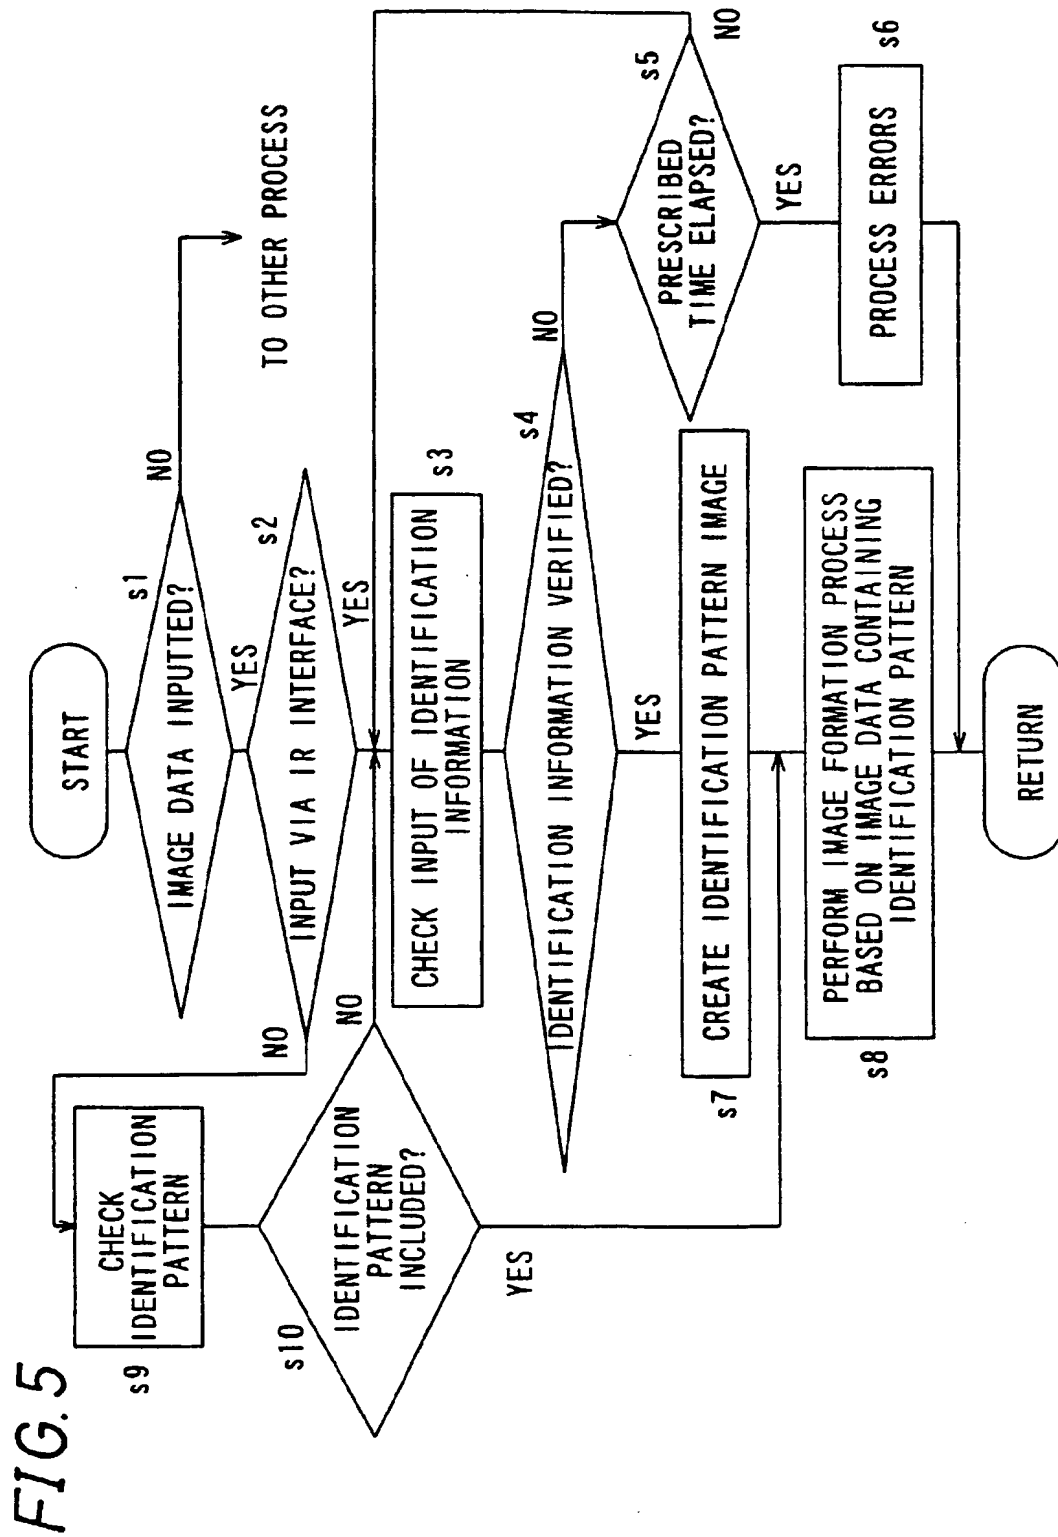 FIG. 5
START
s1
IMAGE DATA INPUTTED?
NO
TO OTHER PROCESS
YES
s2
INPUT VIA IR INTERFACE?
NO
YES
s9
CHECK
IDENTIFICATION
PATTERN
s10
IDENTIFICATION
PATTERN
INCLUDED?
NO
YES
s3
CHECK INPUT OF IDENTIFICATION
INFORMATION
s4
IDENTIFICATION INFORMATION VERIFIED?
NO
YES
s5
PRESCRIBED
TIME ELAPSED?
NO
YES
s6
PROCESS ERRORS
s7
CREATE IDENTIFICATION PATTERN IMAGE
s8
PERFORM IMAGE FORMATION PROCESS
BASED ON IMAGE DATA CONTAINING
IDENTIFICATION PATTERN
RETURN